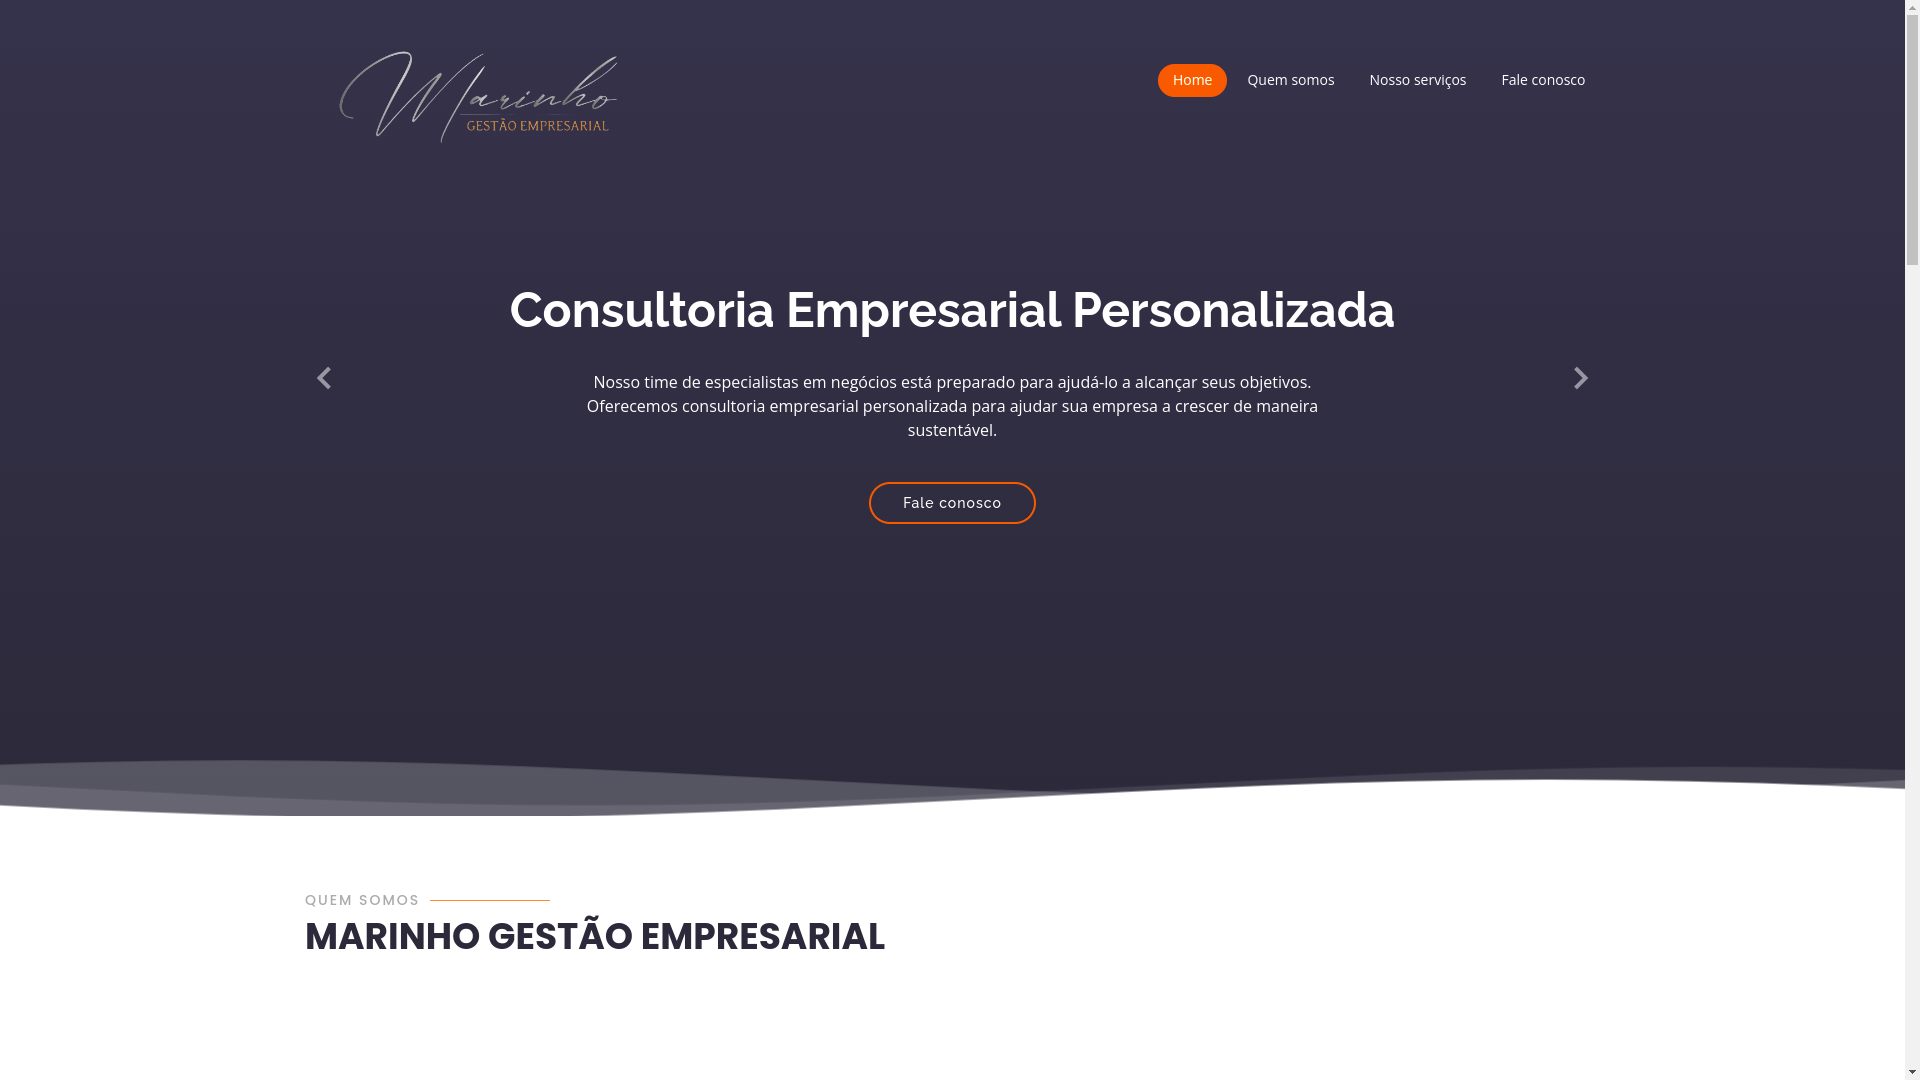 Marinho
GESTÃO EMPRESARIAL
Home
Quem somos
Nosso serviços
Fale conosco
Consultoria Empresarial Personalizada
Nosso time de especialistas em negócios está preparado para ajudá-lo a alcançar seus objetivos.
Oferecemos consultoria empresarial personalizada para ajudar sua empresa a crescer de maneira
sustentável.
Fale conosco
QUEM SOMOS
MARINHO GESTÃO EMPRESARIAL